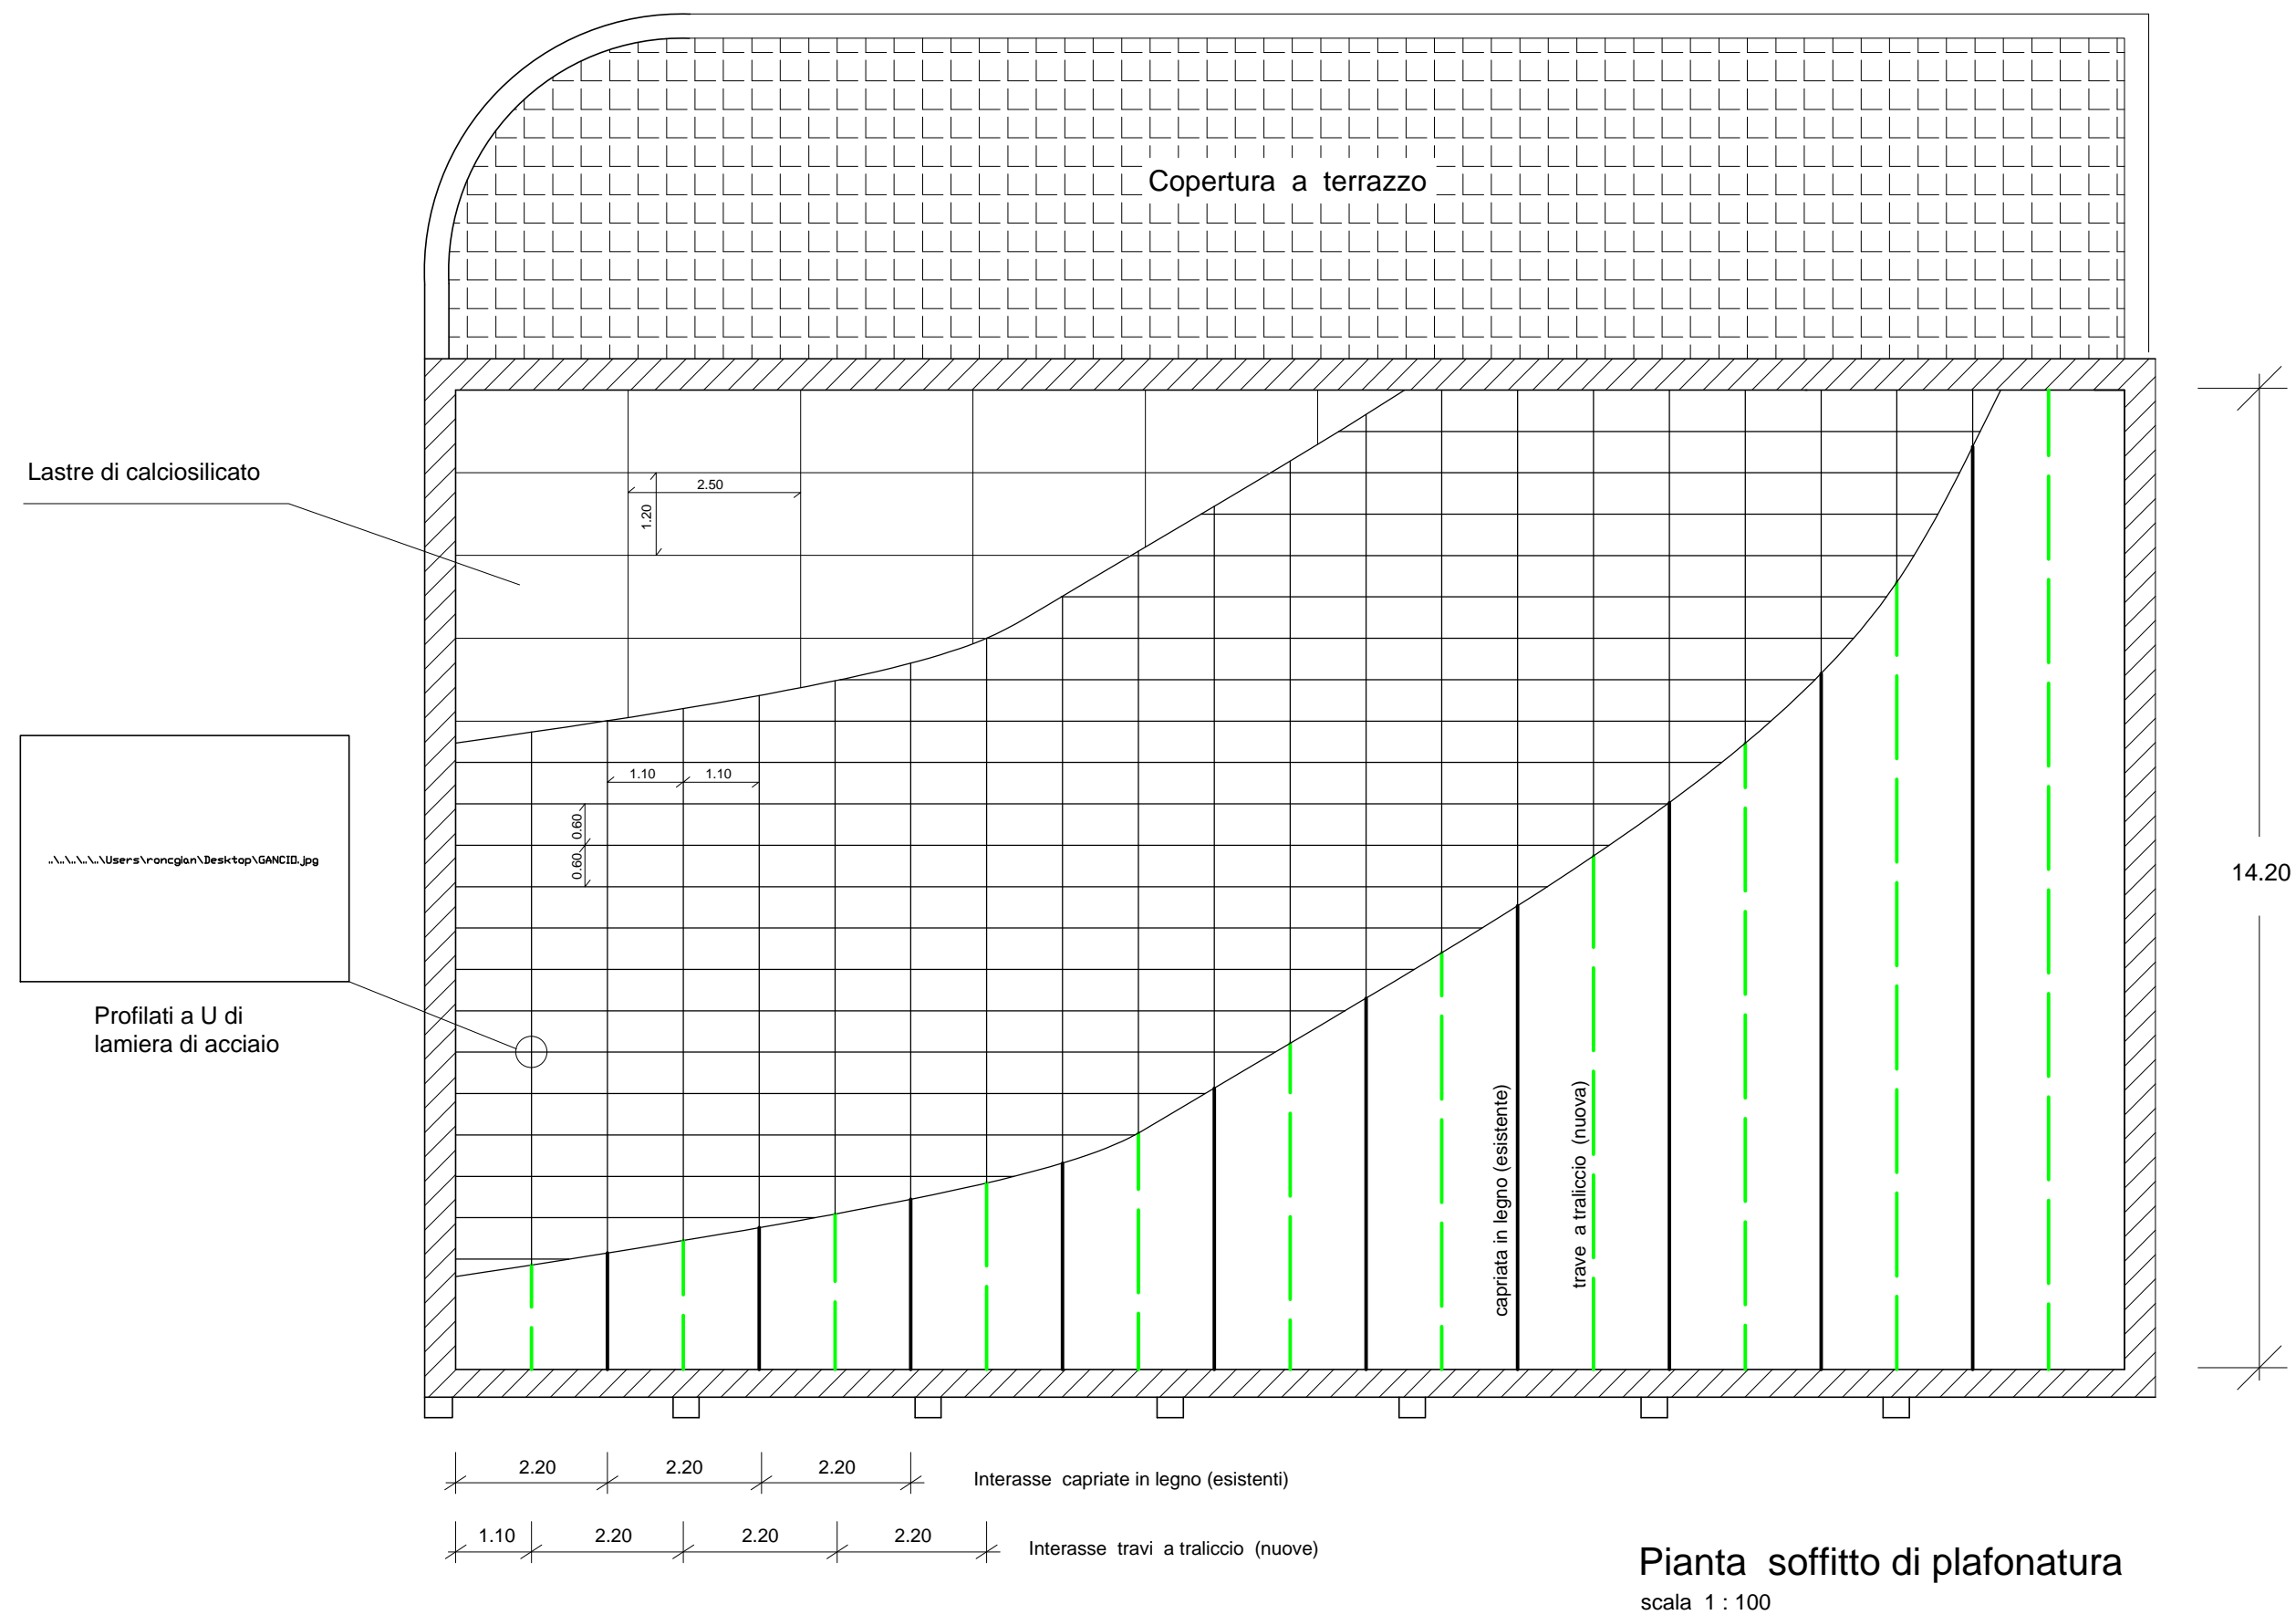 Copertura a terrazzo
Lastre di calciosilicato
2.50
1.20
1.10 1.10
0.60
0.60
..\..\..\..\..\Users\roncgian\Desktop\GANCIO.jpg
14.20
Profilati a U di
lamiera di acciaio
capriata in legno (esistente)
trave a traliccio (nuova)
2.20 2.20 2.20
Interasse capriate in legno (esistenti)
1.10 2.20 2.20 2.20
Interasse travi a traliccio (nuove)
Pianta soffitto di plafonatura
scala 1 : 100